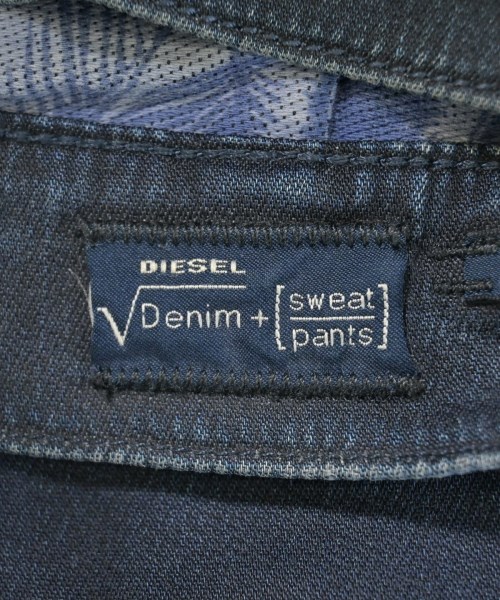 DIESEL
√Denim + [sweat/pants]